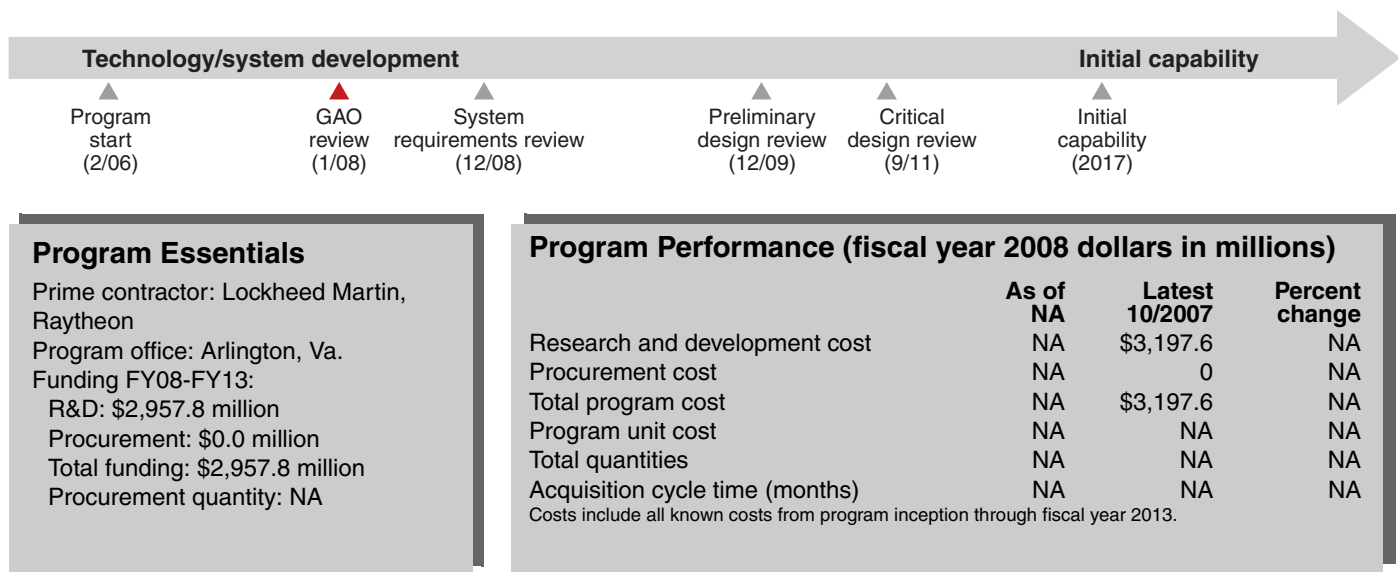 Technology/system development
Initial capability
Program
start
(2/06)
GAO
review
(1/08)
System
requirements review
(12/08)
Preliminary
design review
(12/09)
Critical
design review
(9/11)
Initial
capability
(2017)
Program Essentials
Prime contractor: Lockheed Martin,
Raytheon
Program office: Arlington, Va.
Funding FY08-FY13:
R&D: $2,957.8 million
Procurement: $0.0 million
Total funding: $2,957.8 million
Procurement quantity: NA
Program Performance (fiscal year 2008 dollars in millions)
As of Latest Percent
NA 10/2007 change
Research and development cost NA $3,197.6 NA
Procurement cost NA 0 NA
Total program cost NA $3,197.6 NA
Program unit cost NA NA NA
Total quantities NA NA NA
Acquisition cycle time (months) NA NA NA
Costs include all known costs from program inception through fiscal year 2013.